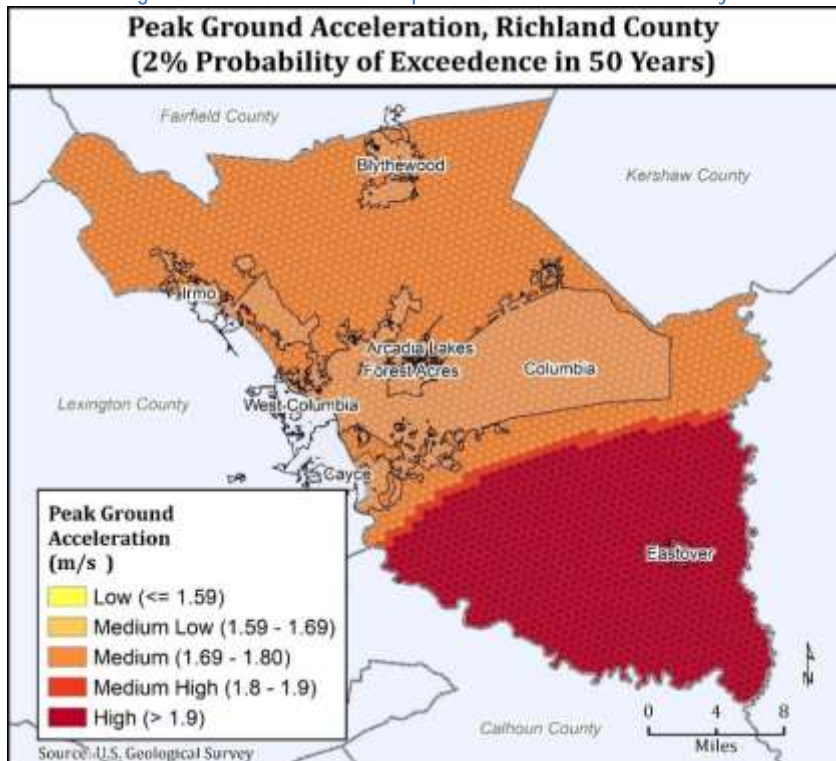 Peak Ground Acceleration, Richland County
(2% Probability of Exceedence in 50 Years)
Fairfield County
Blythewood
Kershaw County
Irmo
Arcadia Lakes
Forest Acres
Columbia
Lexington County
West Columbia
Cayce
Peak Ground
Acceleration
(m/s )
Low (<= 1.59)
Medium Low (1.59 - 1.69)
Medium (1.69 - 1.80)
Medium High (1.8 - 1.9)
High (> 1.9)
Eastover
N
Calhoun County
0 4 8
Miles
Source: U.S. Geological Survey